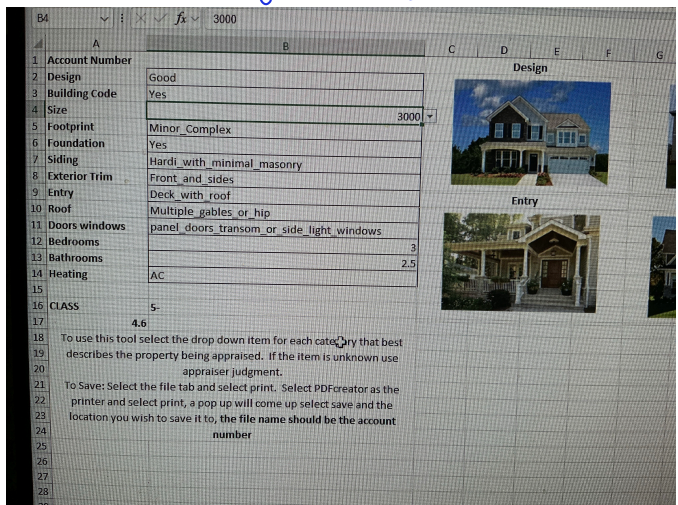 B4 fx 3000
A B C D E F G
1 Account Number Design
2 Design Good
3 Building Code Yes
4 Size 3000
5 Footprint Minor_Complex
6 Foundation Yes
7 Siding Hardi_with_minimal_masonry
8 Exterior Trim Front_and_sides
9 Entry Deck_with_roof Entry
10 Roof Multiple_gables_or_hip
11 Doors windows panel_doors_transom_or_side_light_windows
12 Bedrooms 3
13 Bathrooms 2.5
14 Heating AC
15
16 CLASS 5-
17 4.6
18 To use this tool select the drop down item for each category that best
19 describes the property being appraised. If the item is unknown use
20 appraiser judgment.
21 To Save: Select the file tab and select print. Select PDFcreator as the
22 printer and select print, a pop up will come up select save and the
23 location you wish to save it to, the file name should be the account
24 number
25
26
27
28